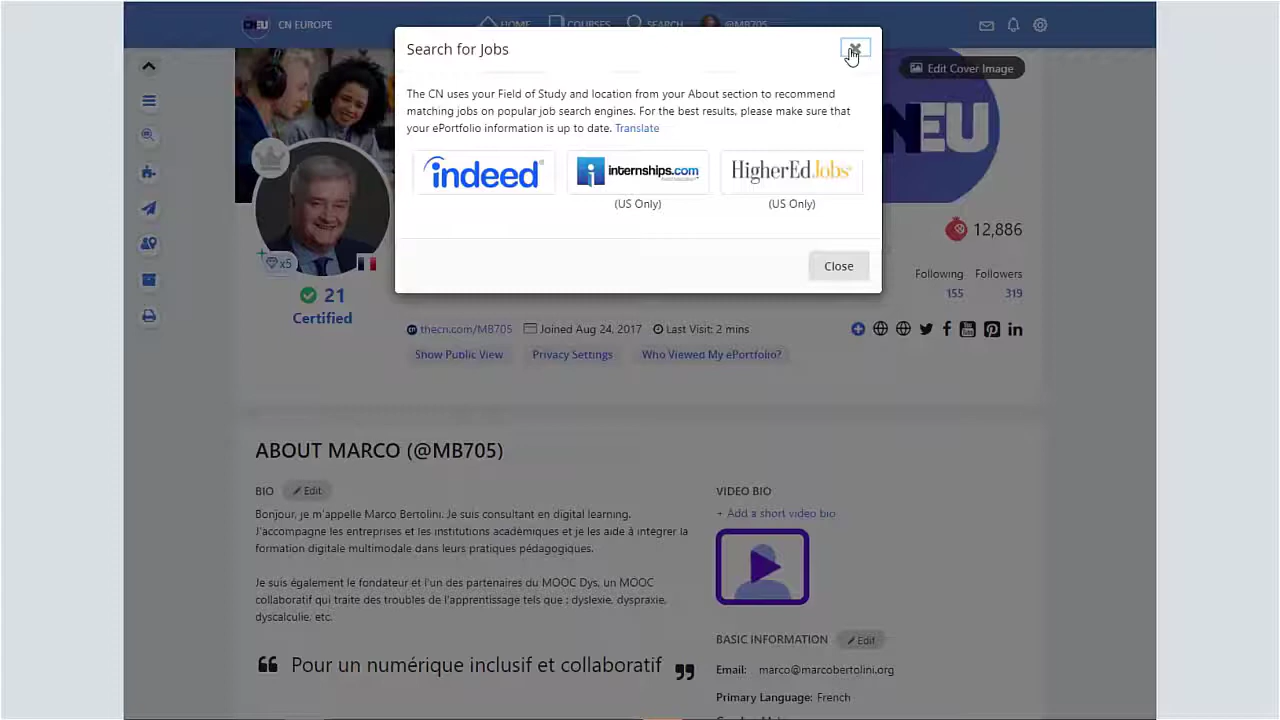 CNEU CN EUROPE HOME COURSES SEARCH @MB705
Search for Jobs
Edit Cover Image
The CN uses your Field of Study and location from your About section to recommend
matching jobs on popular job search engines. For the best results, please make sure that
your ePortfolio information is up to date. Translate
indeed
internships.com
HigherEdJobs
(US Only)
(US Only)
NEU
12,886
x5
Close
Following
Followers
155
319
21
Certified
thecn.com/MB705
Joined Aug 24, 2017
Last Visit: 2 mins
Show Public View
Privacy Settings
Who Viewed My ePortfolio?
ABOUT MARCO (@MB705)
BIO
Edit
Bonjour, je m'appelle Marco Bertolini. Je suis consultant en digital learning.
J'accompagne les entreprises et les institutions académiques et je les aide à intégrer la
formation digitale multimodale dans leurs pratiques pédagogiques.
Je suis également le fondateur et l'un des partenaires du MOOC Dys, un MOOC
collaboratif qui traite des troubles de l'apprentissage tels que : dyslexie, dyspraxie,
dyscalculie, etc.
“ Pour un numérique inclusif et collaboratif ”
VIDEO BIO
+ Add a short video bio
BASIC INFORMATION
Edit
Email: marco@marcobertolini.org
Primary Language: French